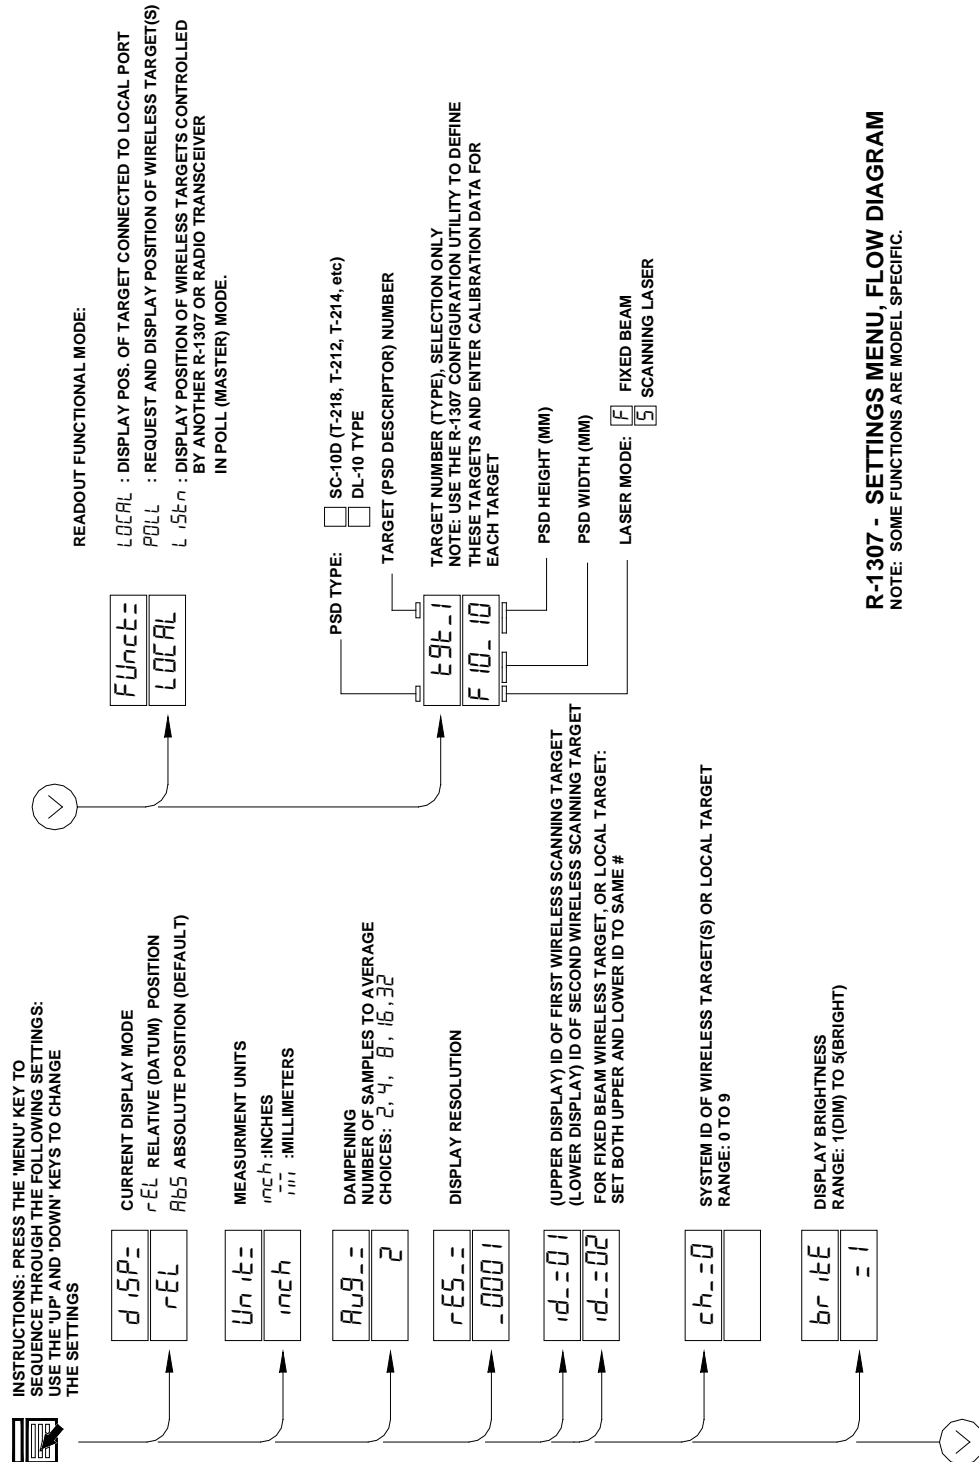 INSTRUCTIONS: PRESS THE 'MENU' KEY TO
SEQUENCE THROUGH THE FOLLOWING SETTINGS:
USE THE 'UP' AND 'DOWN' KEYS TO CHANGE
THE SETTINGS
diSP_
rEL
CURRENT DISPLAY MODE
rEL RELATIVE (DATUM) POSITION
AbS ABSOLUTE POSITION (DEFAULT)
Unit=
inch
MEASURMENT UNITS
inch :INCHES
:MILLIMETERS
Aug_=
2
DAMPENING
NUMBER OF SAMPLES TO AVERAGE
CHOICES: 2, 4, 8, 16, 32
rES_=
_0001
DISPLAY RESOLUTION
id_=01
id_=02
(UPPER DISPLAY) ID OF FIRST WIRELESS SCANNING TARGET
(LOWER DISPLAY) ID OF SECOND WIRELESS SCANNING TARGET
FOR FIXED BEAM WIRELESS TARGET, OR LOCAL TARGET:
SET BOTH UPPER AND LOWER ID TO SAME #
ch_=0
SYSTEM ID OF WIRELESS TARGET(S) OR LOCAL TARGET
RANGE: 0 TO 9
britE
= 1
DISPLAY BRIGHTNESS
RANGE: 1(DIM) TO 5(BRIGHT)
FUnct=
LOCAL
READOUT FUNCTIONAL MODE:
LOCAL : DISPLAY POS. OF TARGET CONNECTED TO LOCAL PORT
POLL : REQUEST AND DISPLAY POSITION OF WIRELESS TARGET(S)
LiStn : DISPLAY POSITION OF WIRELESS TARGETS CONTROLLED
BY ANOTHER R-1307 OR RADIO TRANSCEIVER
IN POLL (MASTER) MODE.
PSD TYPE:
SC-10D (T-218, T-212, T-214, etc)
DL-10 TYPE
TARGET (PSD DESCRIPTOR) NUMBER
tgt_1
F 10_10
TARGET NUMBER (TYPE), SELECTION ONLY
NOTE: USE THE R-1307 CONFIGURATION UTILITY TO DEFINE
THESE TARGETS AND ENTER CALIBRATION DATA FOR
EACH TARGET
PSD HEIGHT (MM)
PSD WIDTH (MM)
LASER MODE: F FIXED BEAM
S SCANNING LASER
R-1307 - SETTINGS MENU, FLOW DIAGRAM
NOTE: SOME FUNCTIONS ARE MODEL SPECIFIC.